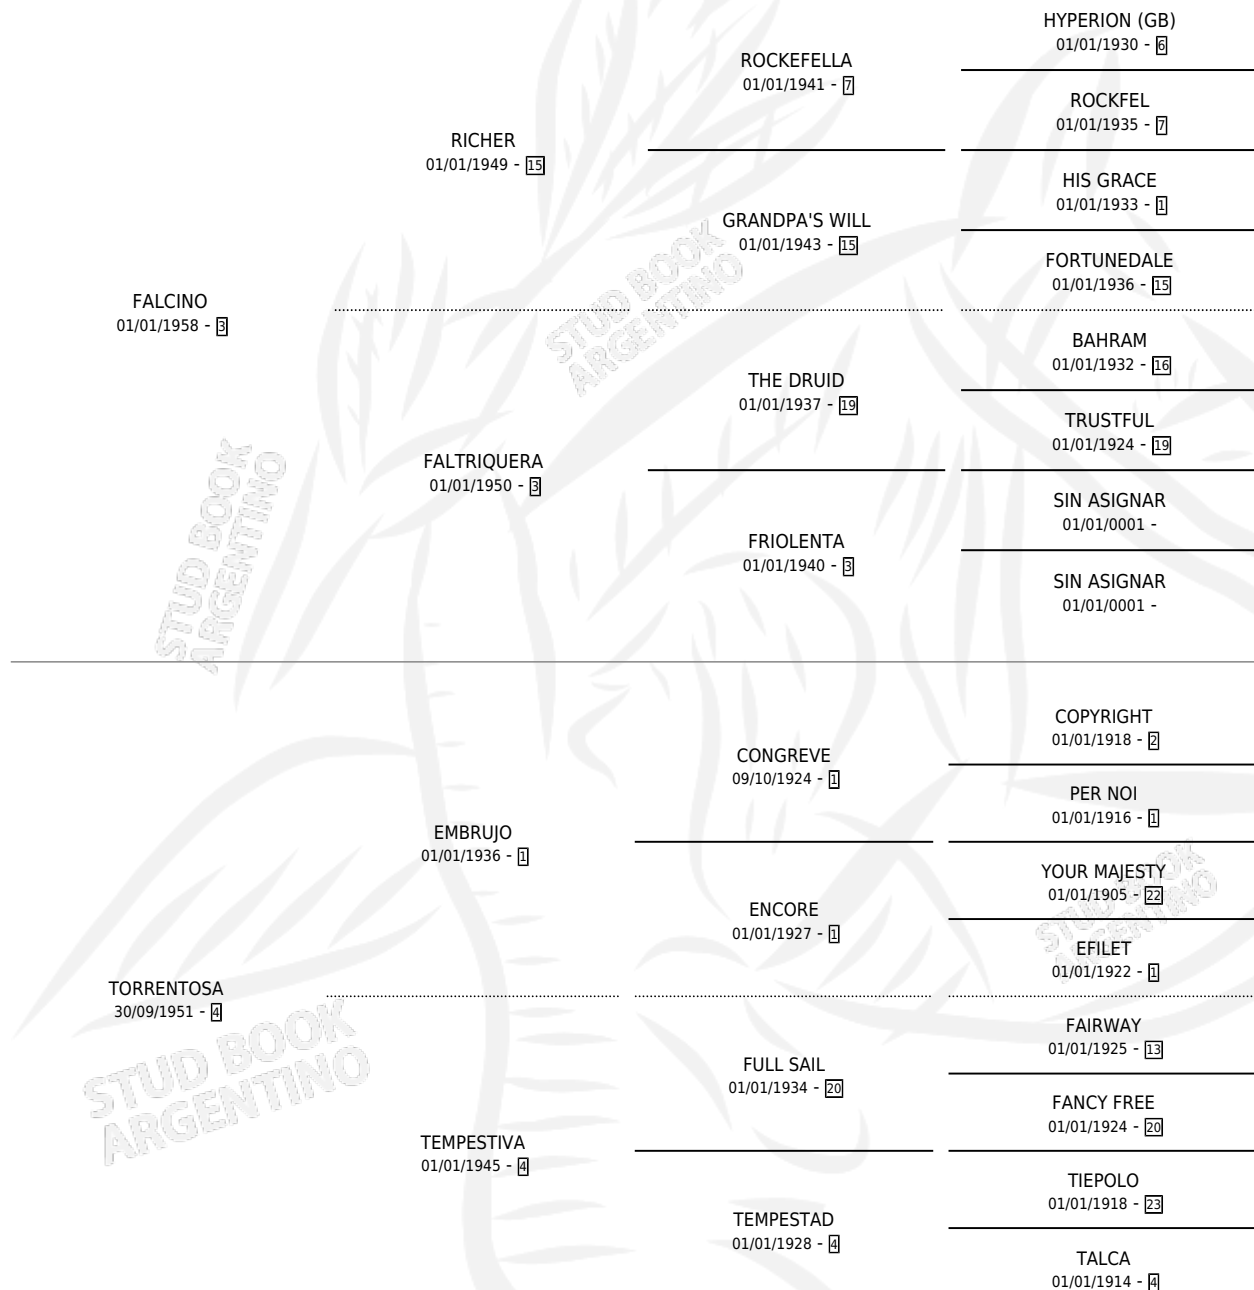 HYPERION (GB)
01/01/1930 - 6
ROCKEFELLA
01/01/1941 - 7
ROCKFEL
01/01/1935 - 7
RICHER
01/01/1949 - 15
HIS GRACE
01/01/1933 - 1
GRANDPA'S WILL
01/01/1943 - 15
FORTUNEDALE
01/01/1936 - 15
FALCINO
01/01/1958 - 3
BAHRAM
01/01/1932 - 16
THE DRUID
01/01/1937 - 19
TRUSTFUL
01/01/1924 - 19
FALTRIQUERA
01/01/1950 - 3
SIN ASIGNAR
01/01/0001 -
FRIOLENTA
01/01/1940 - 3
SIN ASIGNAR
01/01/0001 -
COPYRIGHT
01/01/1918 - 2
CONGREVE
09/10/1924 - 1
PER NOI
01/01/1916 - 1
EMBRUJO
01/01/1936 - 1
YOUR MAJESTY
01/01/1905 - 22
ENCORE
01/01/1927 - 1
EFILET
01/01/1922 - 1
TORRENTOSA
30/09/1951 - 4
FAIRWAY
01/01/1925 - 13
FULL SAIL
01/01/1934 - 20
FANCY FREE
01/01/1924 - 20
TEMPESTIVA
01/01/1945 - 4
TIEPOLO
01/01/1918 - 23
TEMPESTAD
01/01/1928 - 4
TALCA
01/01/1914 - 4
STUD BOOK
ARGENTINO
STUD BOOK
ARGENTINO
STUD BOOK
ARGENTINO
STUD BOOK
ARGENTINO